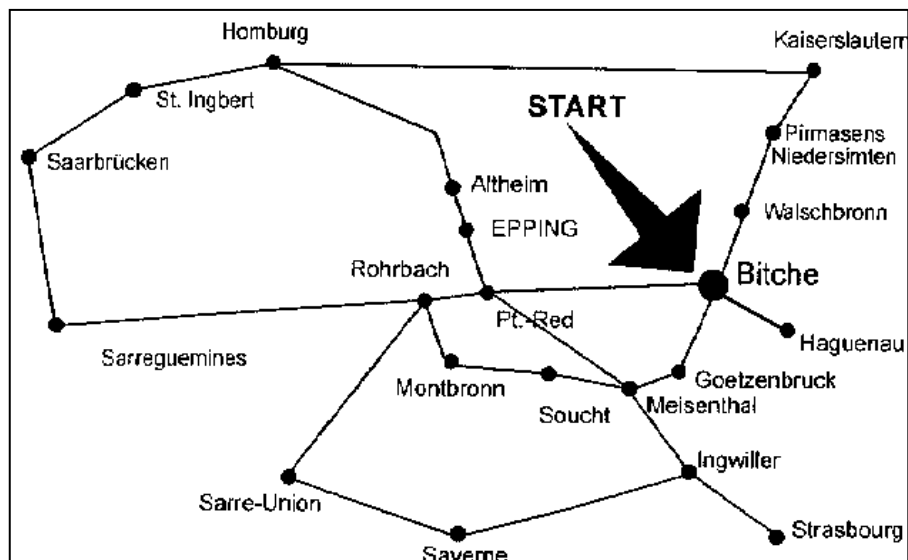 Homburg
Kaiserslautern
St. Ingbert
START
Pirmasens
Niedersimten
Saarbrücken
Altheim
Walschbronn
EPPING
Rohrbach
Bitche
Pt.-Red
Haguenau
Sarreguemines
Montbronn
Goetzenbruck
Soucht
Meisenthal
Ingwiller
Sarre-Union
Strasbourg
Saverne